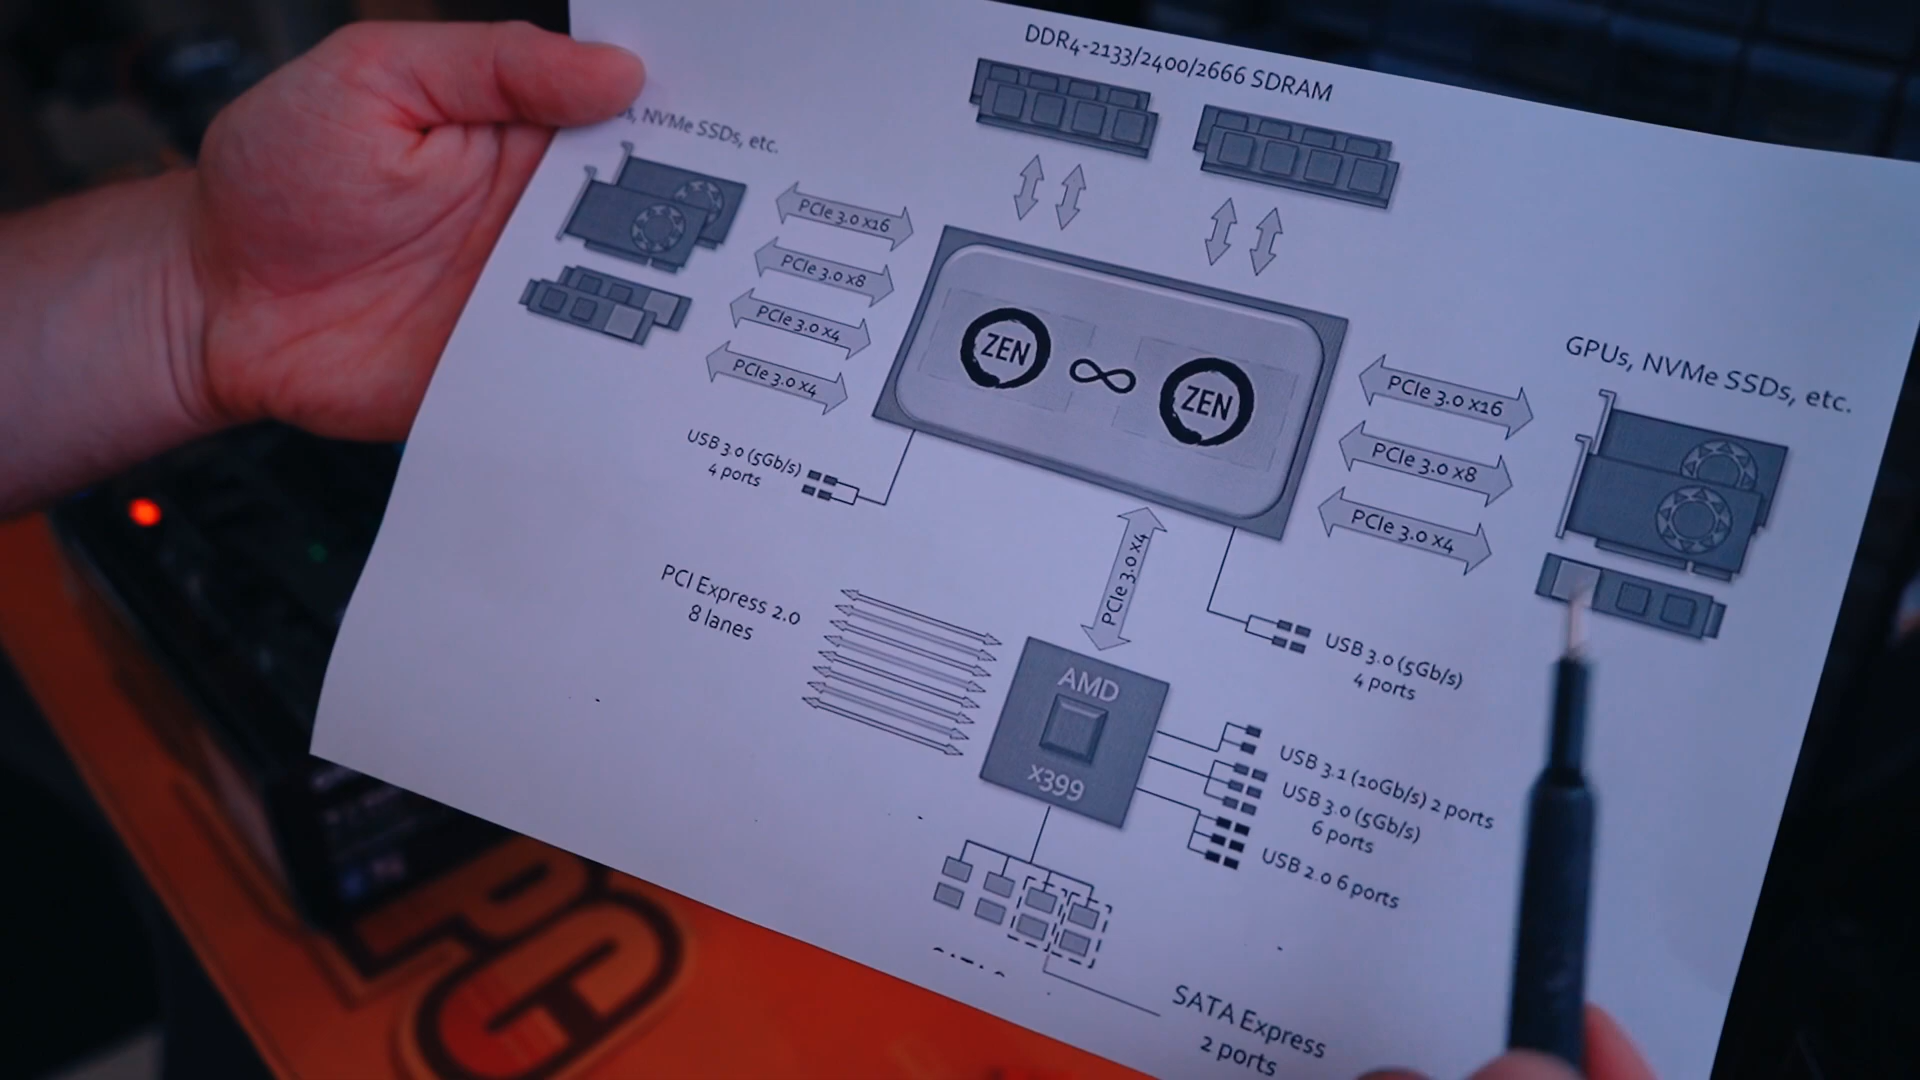 DDR4-2133/2400/2666 SDRAM
NVMe SSDs, etc.
PCIe 3.0 x16
PCIe 3.0 x8
PCIe 3.0 x4
PCIe 3.0 x4
ZEN
ZEN
GPUs, NVMe SSDs, etc.
PCIe 3.0 x16
PCIe 3.0 x8
PCIe 3.0 x4
USB 3.0 (5Gb/s)
4 ports
PCIe 3.0 x4
PCI Express 2.0
8 lanes
USB 3.0 (5Gb/s)
4 ports
AMD
X399
USB 3.1 (10Gb/s) 2 ports
USB 3.0 (5Gb/s)
6 ports
USB 2.0 6 ports
SATA Express
2 ports